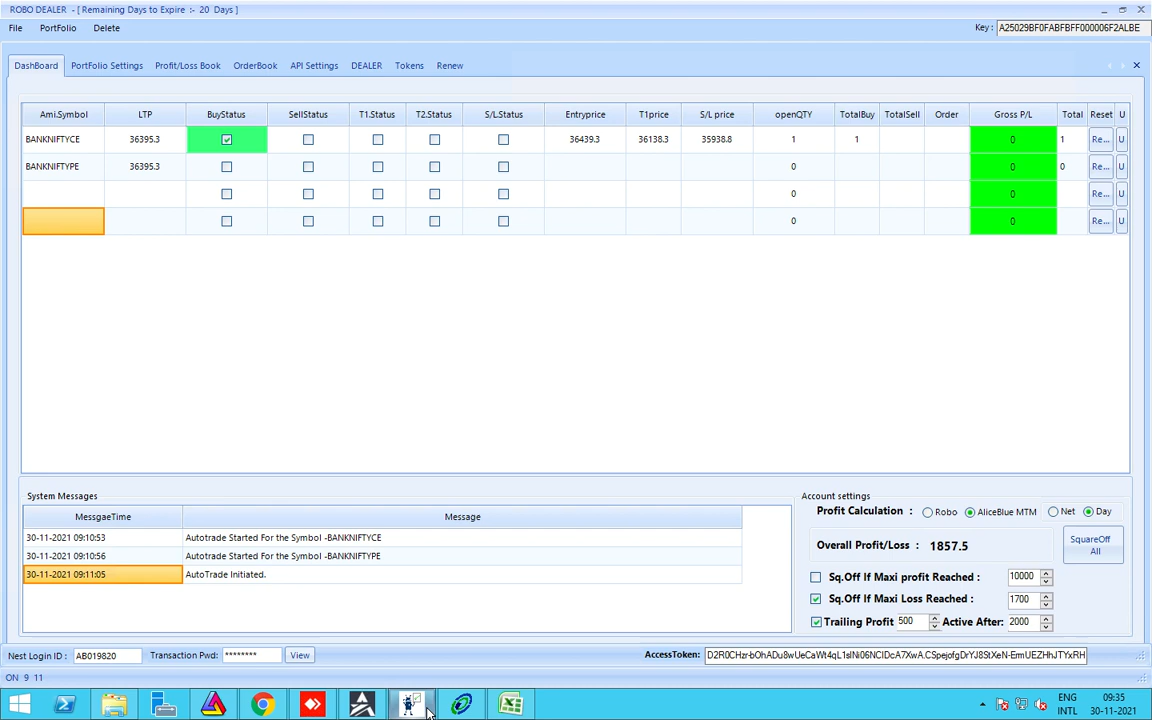 ROBO DEALER - [ Remaining Days to Expire :- 20 Days ]
File PortFolio Delete
Key : A25029BF0FABFBFF000006F2ALBE
DashBoard PortFolio Settings Profit/Loss Book OrderBook API Settings DEALER Tokens Renew
Ami.Symbol LTP BuyStatus SellStatus T1.Status T2.Status S/L.Status Entryprice T1price S/L price openQTY TotalBuy TotalSell Order Gross P/L Total Reset U
BANKNIFTYCE 36395.3 36439.3 36138.3 35938.8 1 1 0 1 Re... U
BANKNIFTYPE 36395.3 0 0 0 Re... U
0 0 Re... U
0 0 Re... U
System Messages
MessgaeTime Message
30-11-2021 09:10:53 Autotrade Started For the Symbol -BANKNIFTYCE
30-11-2021 09:10:56 Autotrade Started For the Symbol -BANKNIFTYPE
30-11-2021 09:11:05 AutoTrade Initiated.
Account settings
Profit Calculation : Robo AliceBlue MTM Net Day
Overall Profit/Loss : 1857.5 SquareOff All
Sq.Off If Maxi profit Reached : 10000
Sq.Off If Maxi Loss Reached : 1700
Trailing Profit 500 Active After: 2000
Nest Login ID : AB019820 Transaction Pwd: ******** View
AccessToken:
ON 9 11
ENG 09:35
INTL 30-11-2021